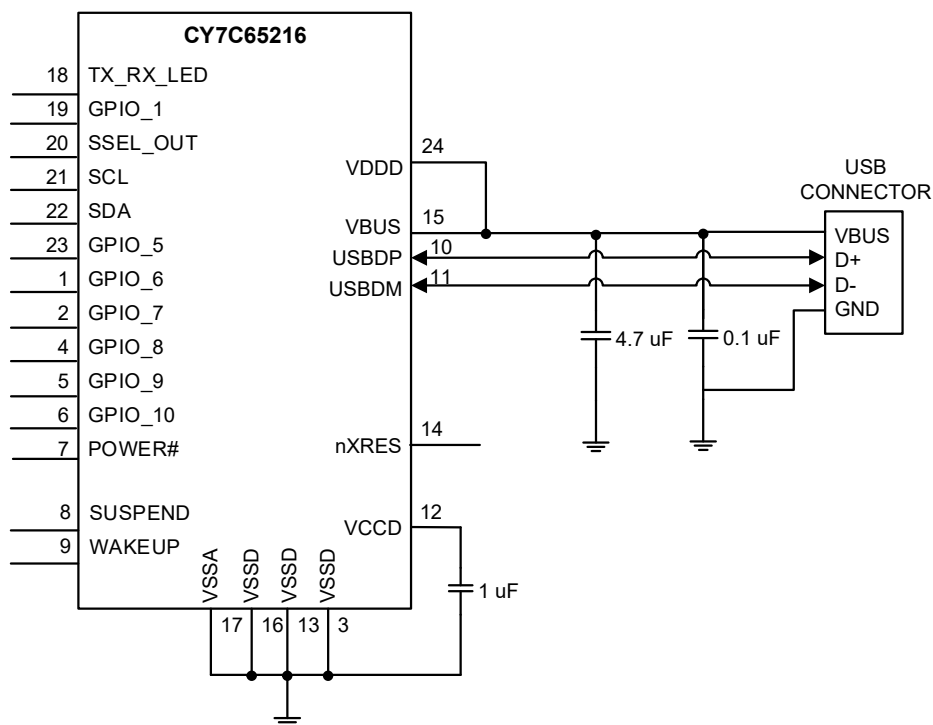 CY7C65216
18 TX_RX_LED
19 GPIO_1
20 SSEL_OUT
21 SCL
22 SDA
23 GPIO_5
1 GPIO_6
2 GPIO_7
4 GPIO_8
5 GPIO_9
6 GPIO_10
7 POWER#
8 SUSPEND
9 WAKEUP
VDDD 24
VBUS 15
USBDP 10
USBDM 11
nXRES 14
VCCD 12
1 uF
VSSA
VSSD
VSSD
VSSD
17 16 13 3
4.7 uF
0.1 uF
USB
CONNECTOR
VBUS
D+
D-
GND